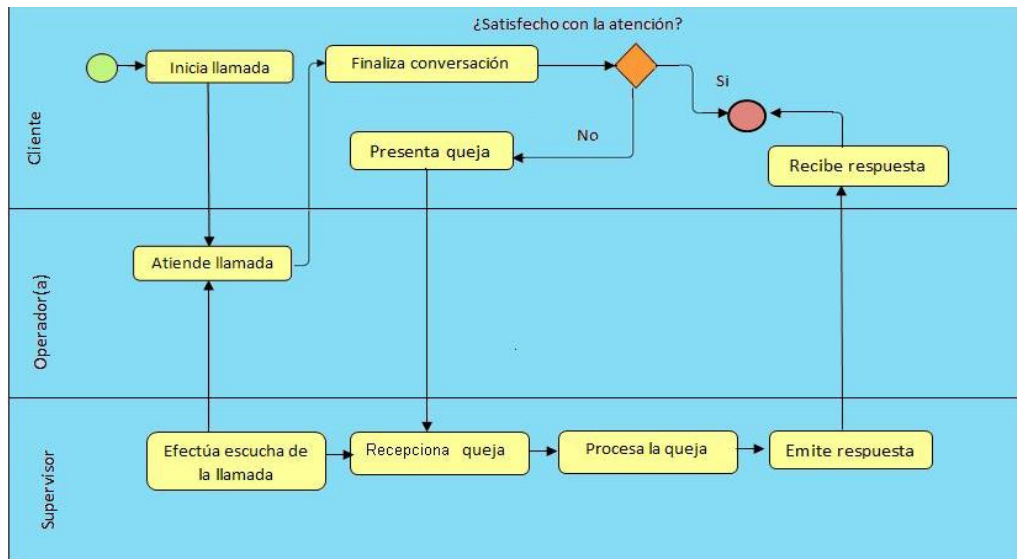 ¿Satisfecho con la atención?
Cliente
Inicia llamada
Finaliza conversación
Si
No
Presenta queja
Recibe respuesta
Operador(a)
Atiende llamada
Supervisor
Efectúa escucha de
la llamada
Recepciona queja
Procesa la queja
Emite respuesta